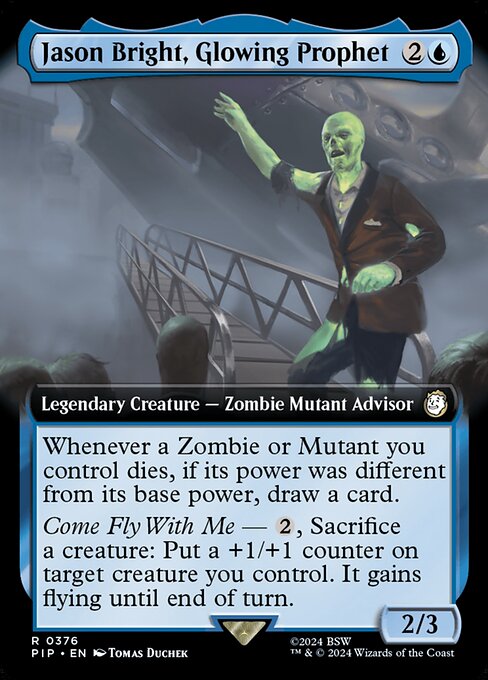 Jason Bright, Glowing Prophet 2
Legendary Creature — Zombie Mutant Advisor
Whenever a Zombie or Mutant you
control dies, if its power was different
from its base power, draw a card.
Come Fly With Me — 2, Sacrifice
a creature: Put a +1/+1 counter on
target creature you control. It gains
flying until end of turn.
2/3
R 0376
PIP • EN Tomas Duchek
©2024 BSW
™ & © 2024 Wizards of the Coast